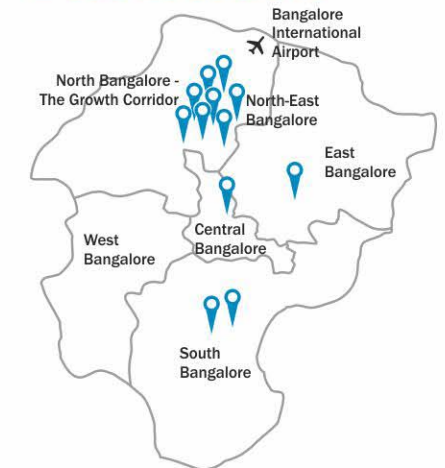 Bangalore
International
Airport
North Bangalore -
The Growth Corridor
North-East
Bangalore
East
Bangalore
Central
Bangalore
West
Bangalore
South
Bangalore